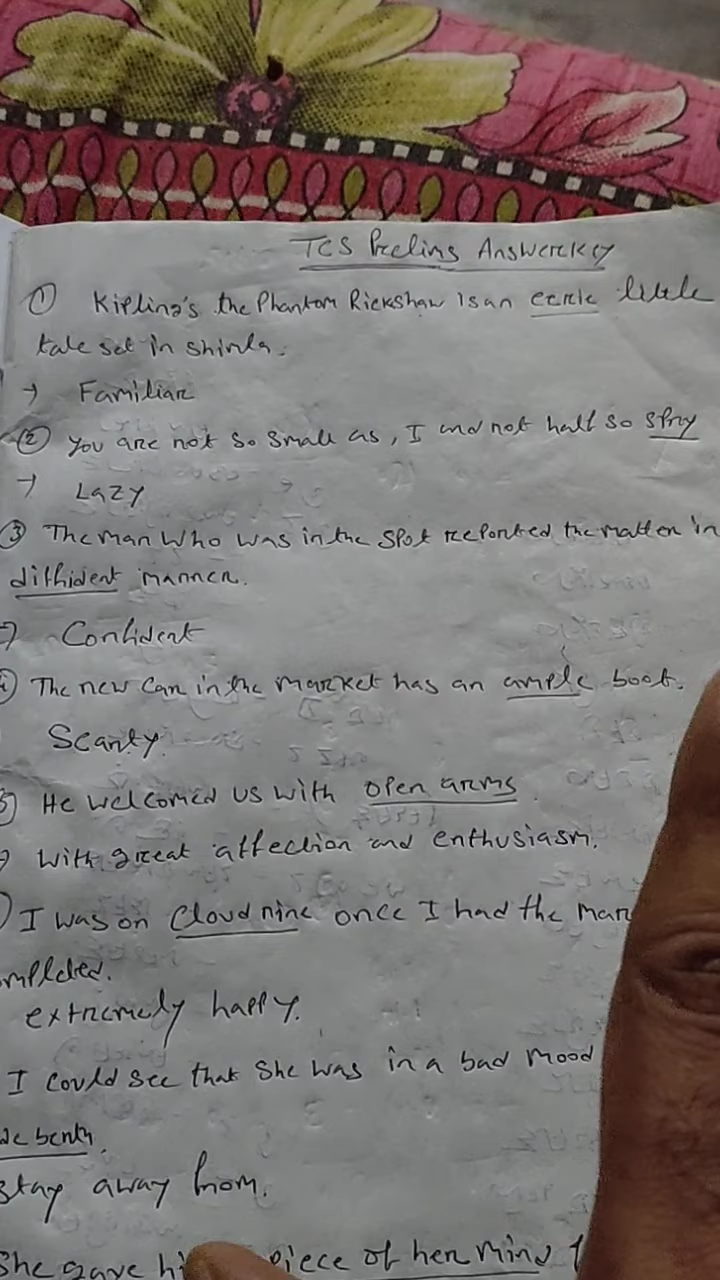 TCS Prelims Answerkey
① Kipling's the Phantom Rickshaw is an eerie little
tale set in shimla.
→ Familiar
② You are not so small as, I and not half so spry
→ Lazy
③ The man who was in the spot reported the matter in
diffident manner.
→ Confident
The new car in the market has an ample boot.
Scanty
5) He welcomed us with open arms.
→ with great affection and enthusiasm.
I was on cloud nine once I had the
extremely happy.
I could see that she was in a bad mood
stay away from.
She gave piece of her mind